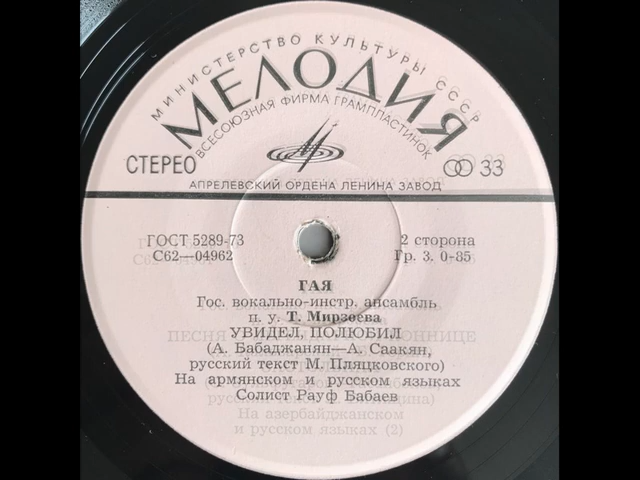 МИНИСТЕРСТВО КУЛЬТУРЫ СССР
МЕЛОДИЯ
ВСЕСОЮЗНАЯ ФИРМА ГРАМПЛАСТИНОК
СТЕРЕО 33
АПРЕЛЕВСКИЙ ОРДЕНА ЛЕНИНА ЗАВОД
ГОСТ 5289-73 2 сторона
С62—04962 Гр. 3. 0-85
ГАЯ
Гос. вокально-инстр. ансамбль
п. у. Т. Мирзоева
УВИДЕЛ, ПОЛЮБИЛ
(А. Бабаджанян—А. Саакян,
русский текст М. Пляцковского)
На армянском и русском языках
Солист Рауф Бабаев
На азербайджанском
и русском языках (2)